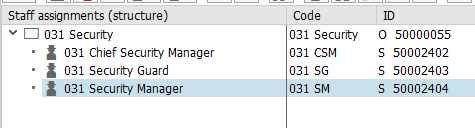 Staff assignments (structure) Code ID
031 Security 031 Security O 50000055
031 Chief Security Manager 031 CSM S 50002402
031 Security Guard 031 SG S 50002403
031 Security Manager 031 SM S 50002404